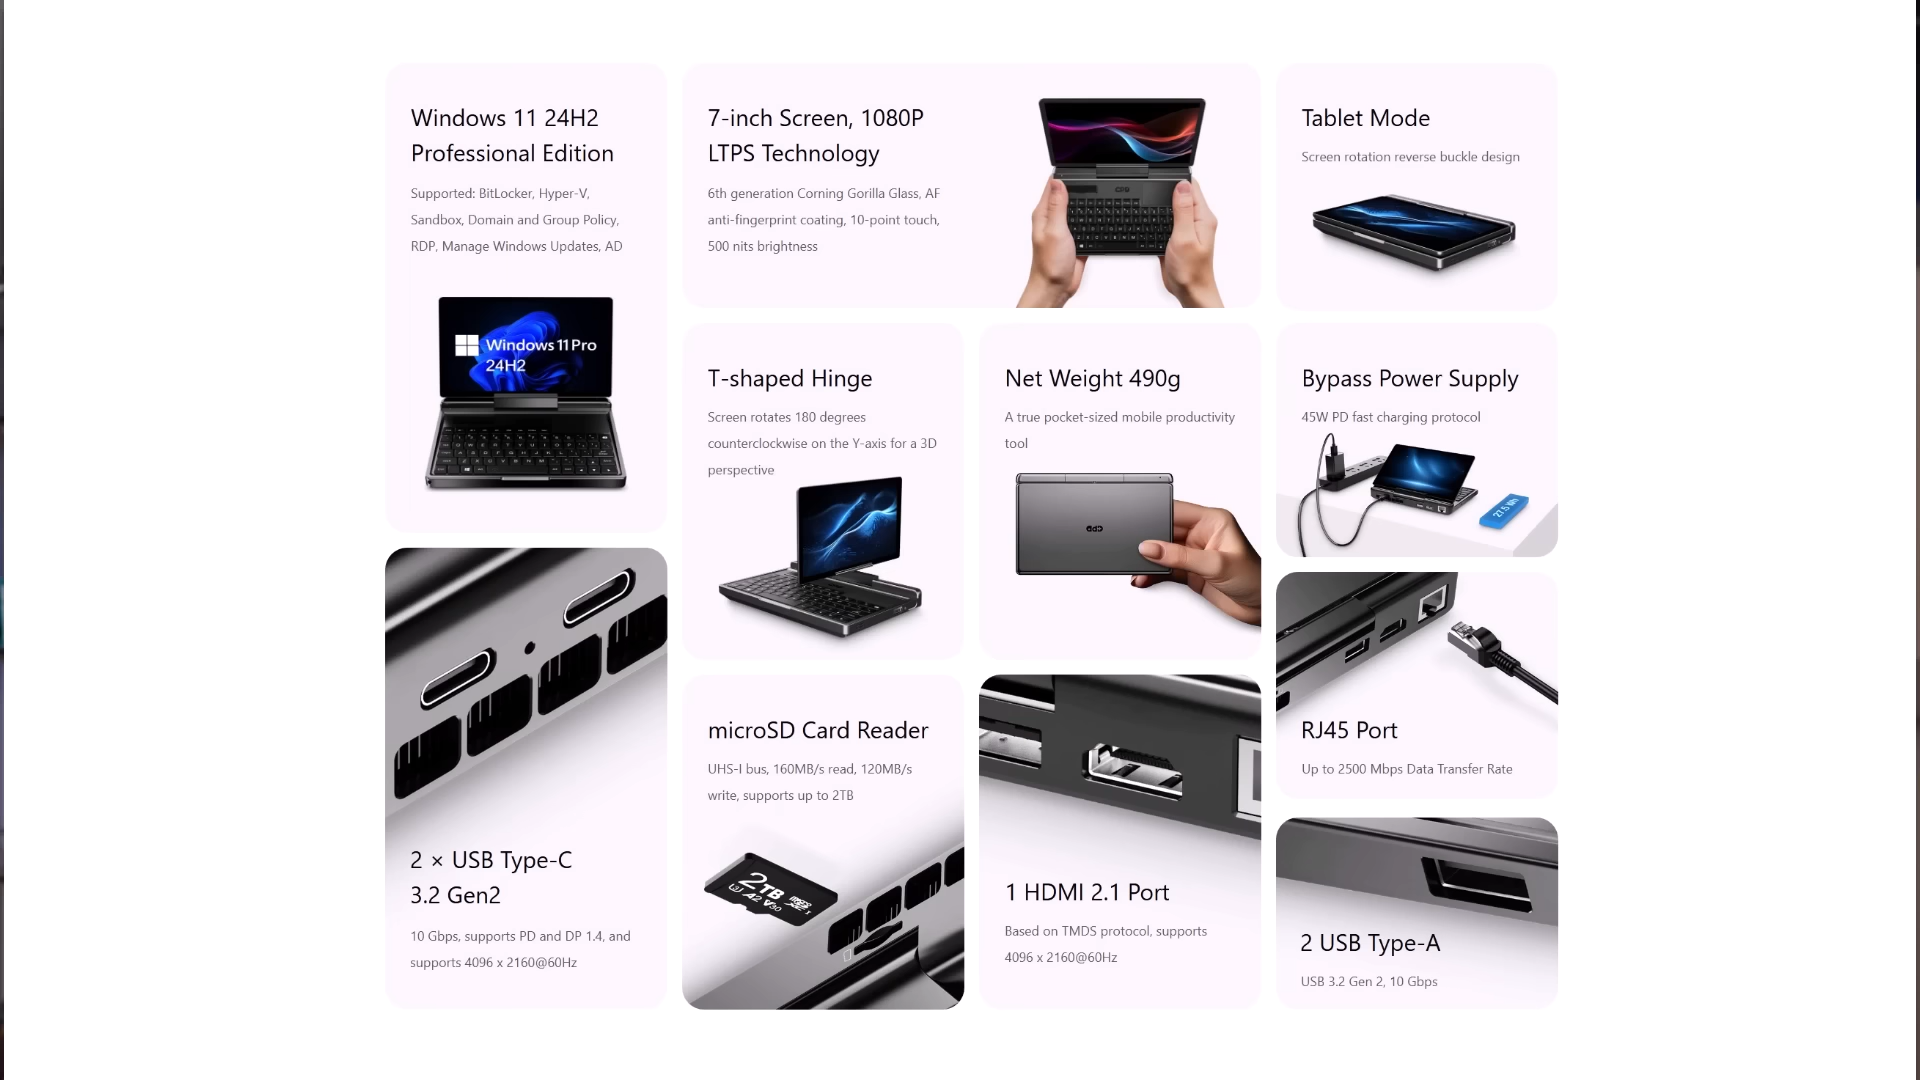 Windows 11 24H2
Professional Edition
Supported: BitLocker, Hyper-V,
Sandbox, Domain and Group Policy,
RDP, Manage Windows Updates, AD
Windows 11 Pro
24H2
7-inch Screen, 1080P
LTPS Technology
6th generation Corning Gorilla Glass, AF
anti-fingerprint coating, 10-point touch,
500 nits brightness
Tablet Mode
Screen rotation reverse buckle design
T-shaped Hinge
Screen rotates 180 degrees
counterclockwise on the Y-axis for a 3D
perspective
Net Weight 490g
A true pocket-sized mobile productivity
tool
GPD
Bypass Power Supply
45W PD fast charging protocol
27.5 Wh
2 × USB Type-C
3.2 Gen2
10 Gbps, supports PD and DP 1.4, and
supports 4096 x 2160@60Hz
microSD Card Reader
UHS-I bus, 160MB/s read, 120MB/s
write, supports up to 2TB
2TB
U3 A2 V30
1 HDMI 2.1 Port
Based on TMDS protocol, supports
4096 x 2160@60Hz
RJ45 Port
Up to 2500 Mbps Data Transfer Rate
2 USB Type-A
USB 3.2 Gen 2, 10 Gbps